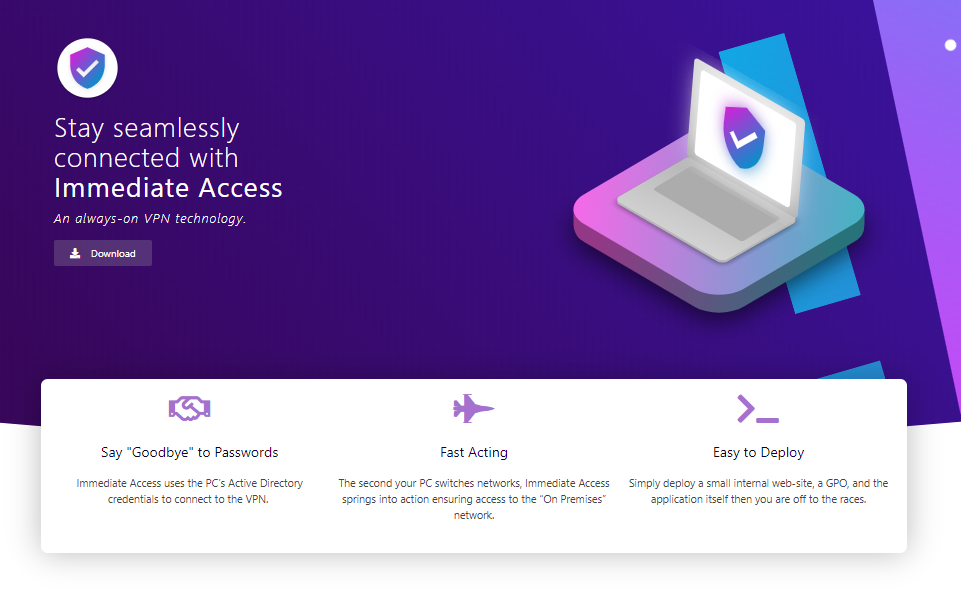 Stay seamlessly
connected with
Immediate Access
An always-on VPN technology.
Download
Say "Goodbye" to Passwords
Immediate Access uses the PC's Active Directory
credentials to connect to the VPN.
Fast Acting
The second your PC switches networks, Immediate Access
springs into action ensuring access to the “On Premises”
network.
Easy to Deploy
Simply deploy a small internal web-site, a GPO, and the
application itself then you are off to the races.